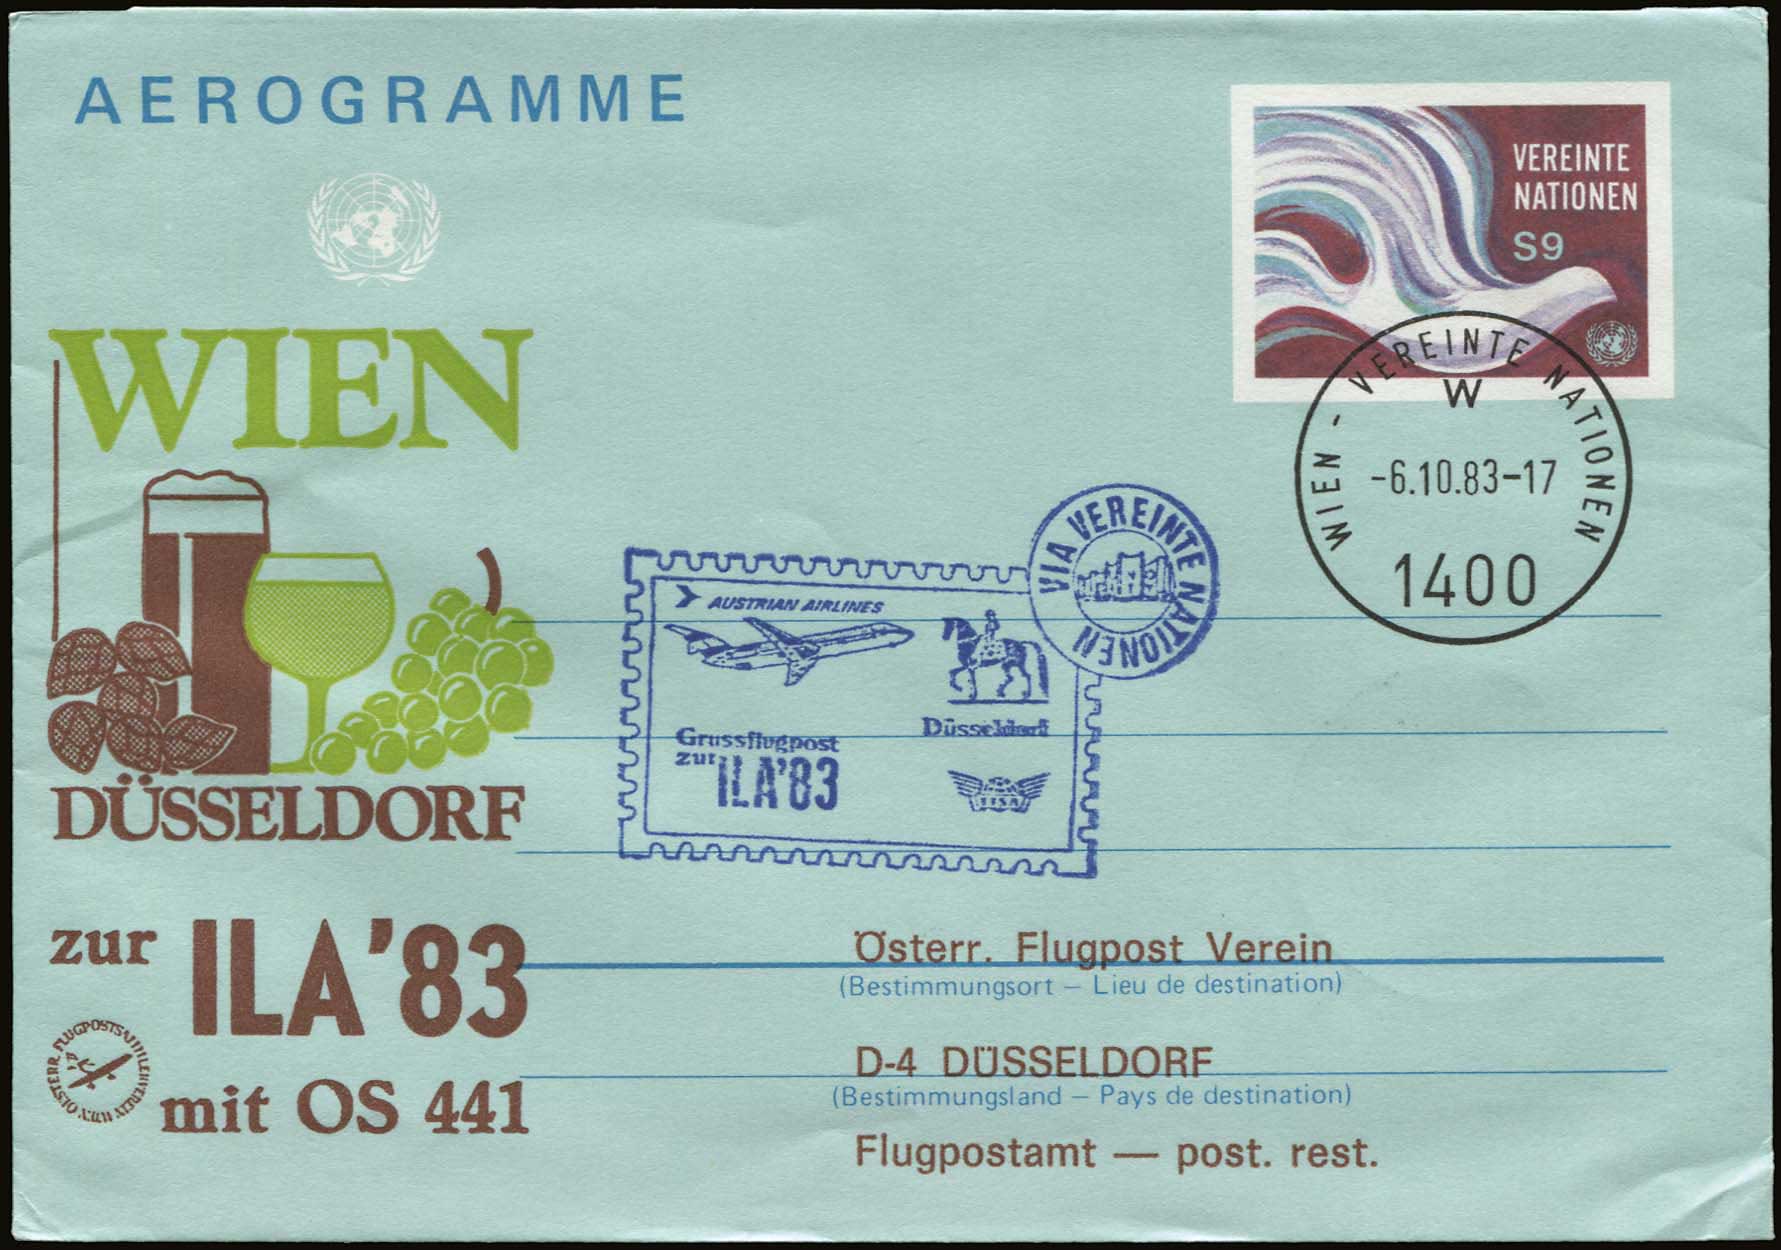 AEROGRAMME
VEREINTE
NATIONEN
S9
WIEN - VEREINTE NATIONEN
W
-6.10.83-17
1400
WIEN
DÜSSELDORF
zur ILA'83
mit OS 441
VIA VEREINTE NATIONEN
AUSTRIAN AIRLINES
Düsseldorf
Grussflugpost
zur ILA'83
Österr. Flugpost Verein
(Bestimmungsort – Lieu de destination)
D-4 DÜSSELDORF
(Bestimmungsland – Pays de destination)
Flugpostamt — post. rest.